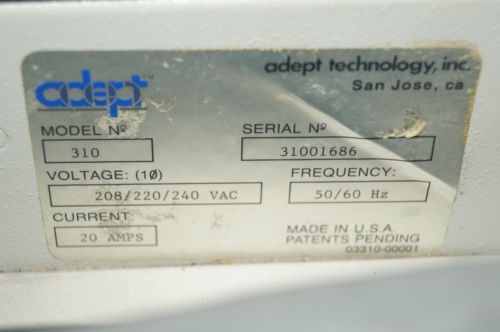 adept™
adept technology, inc.
San Jose, ca
MODEL Nº
SERIAL Nº
310
31001686
VOLTAGE: (1Ø)
FREQUENCY:
208/220/240 VAC
50/60 Hz
CURRENT:
20 AMPS
MADE IN U.S.A.
PATENTS PENDING
03310-00001